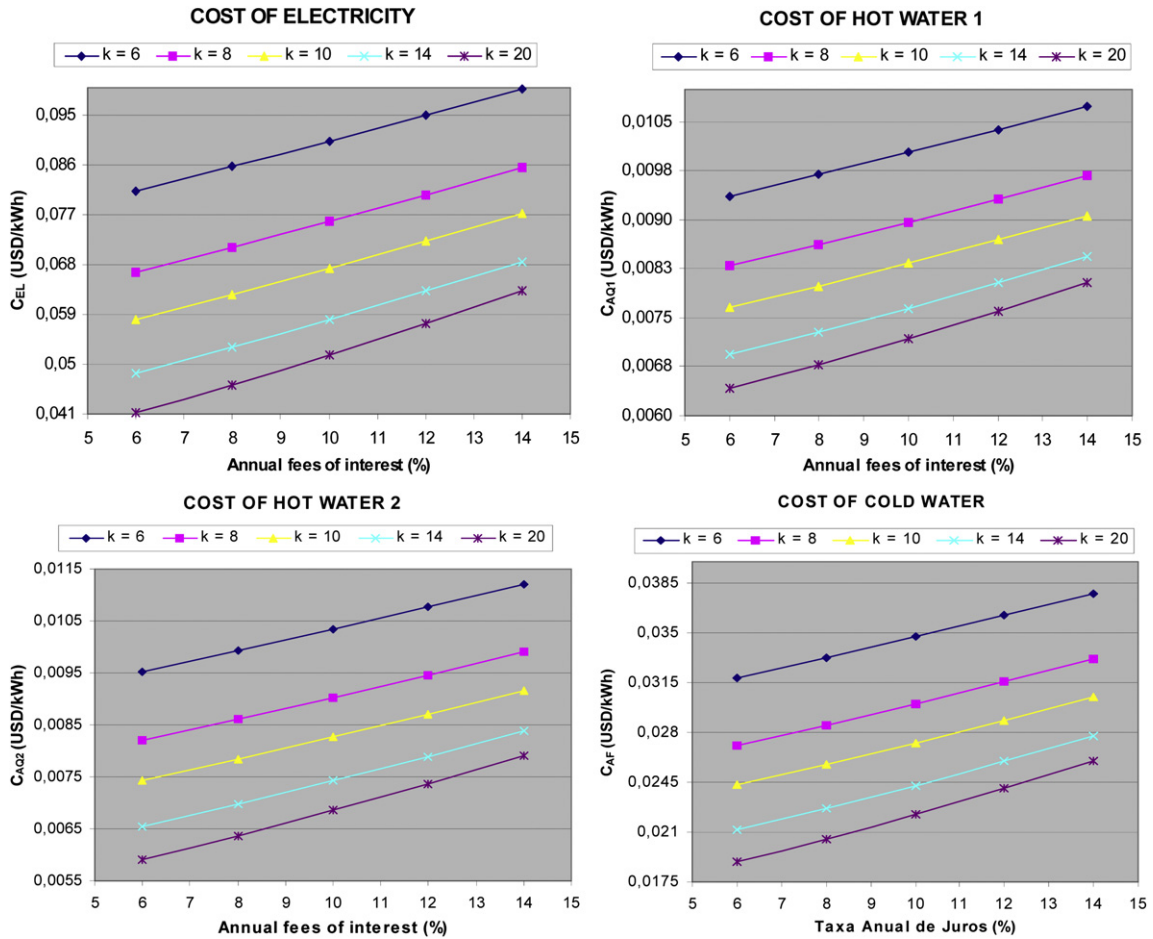 COST OF ELECTRICITY
k = 6 k = 8 k = 10 k = 14 k = 20
C_EL (USD/kWh)
0,095
0,086
0,077
0,068
0,059
0,05
0,041
5 6 7 8 9 10 11 12 13 14 15
Annual fees of interest (%)
COST OF HOT WATER 1
k = 6 k = 8 k = 10 k = 14 k = 20
C_AQ1 (USD/kWh)
0,0105
0,0098
0,0090
0,0083
0,0075
0,0068
0,0060
5 6 7 8 9 10 11 12 13 14 15
Annual fees of interest (%)
COST OF HOT WATER 2
k = 6 k = 8 k = 10 k = 14 k = 20
C_AQ2 (USD/kWh)
0,0115
0,0105
0,0095
0,0085
0,0075
0,0065
0,0055
5 6 7 8 9 10 11 12 13 14 15
Annual fees of interest (%)
COST OF COLD WATER
k = 6 k = 8 k = 10 k = 14 k = 20
C_AF (USD/kWh)
0,0385
0,035
0,0315
0,028
0,0245
0,021
0,0175
5 6 7 8 9 10 11 12 13 14 15
Taxa Anual de Juros (%)